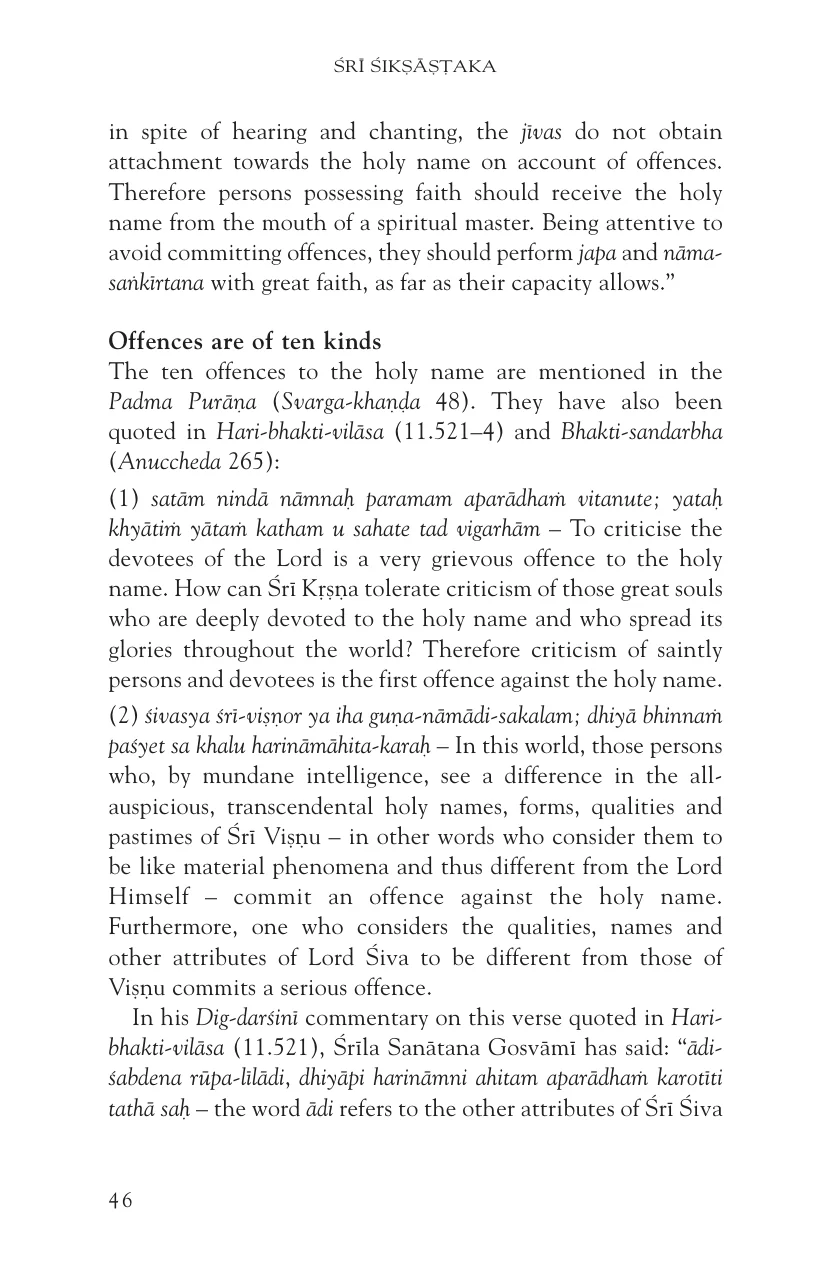 ŚRĪ ŚIKṢĀṢṬAKA
in spite of hearing and chanting, the jīvas do not obtain
attachment towards the holy name on account of offences.
Therefore persons possessing faith should receive the holy
name from the mouth of a spiritual master. Being attentive to
avoid committing offences, they should perform japa and nāma-
saṅkīrtana with great faith, as far as their capacity allows.”
Offences are of ten kinds
The ten offences to the holy name are mentioned in the
Padma Purāṇa (Svarga-khaṇḍa 48). They have also been
quoted in Hari-bhakti-vilāsa (11.521–4) and Bhakti-sandarbha
(Anuccheda 265):
(1) satām nindā nāmnaḥ paramam aparādhaṁ vitanute; yataḥ
khyātiṁ yātaṁ katham u sahate tad vigarhām – To criticise the
devotees of the Lord is a very grievous offence to the holy
name. How can Śrī Kṛṣṇa tolerate criticism of those great souls
who are deeply devoted to the holy name and who spread its
glories throughout the world? Therefore criticism of saintly
persons and devotees is the first offence against the holy name.
(2) śivasya śrī-viṣṇor ya iha guṇa-nāmādi-sakalam; dhiyā bhinnaṁ
paśyet sa khalu harināmāhita-karaḥ – In this world, those persons
who, by mundane intelligence, see a difference in the all-
auspicious, transcendental holy names, forms, qualities and
pastimes of Śrī Viṣṇu – in other words who consider them to
be like material phenomena and thus different from the Lord
Himself – commit an offence against the holy name.
Furthermore, one who considers the qualities, names and
other attributes of Lord Śiva to be different from those of
Viṣṇu commits a serious offence.
In his Dig-darśinī commentary on this verse quoted in Hari-
bhakti-vilāsa (11.521), Śrīla Sanātana Gosvāmī has said: “ādi-
śabdena rūpa-līlādi, dhiyāpi harināmni ahitam aparādhaṁ karotīti
tathā saḥ – the word ādi refers to the other attributes of Śrī Śiva
46